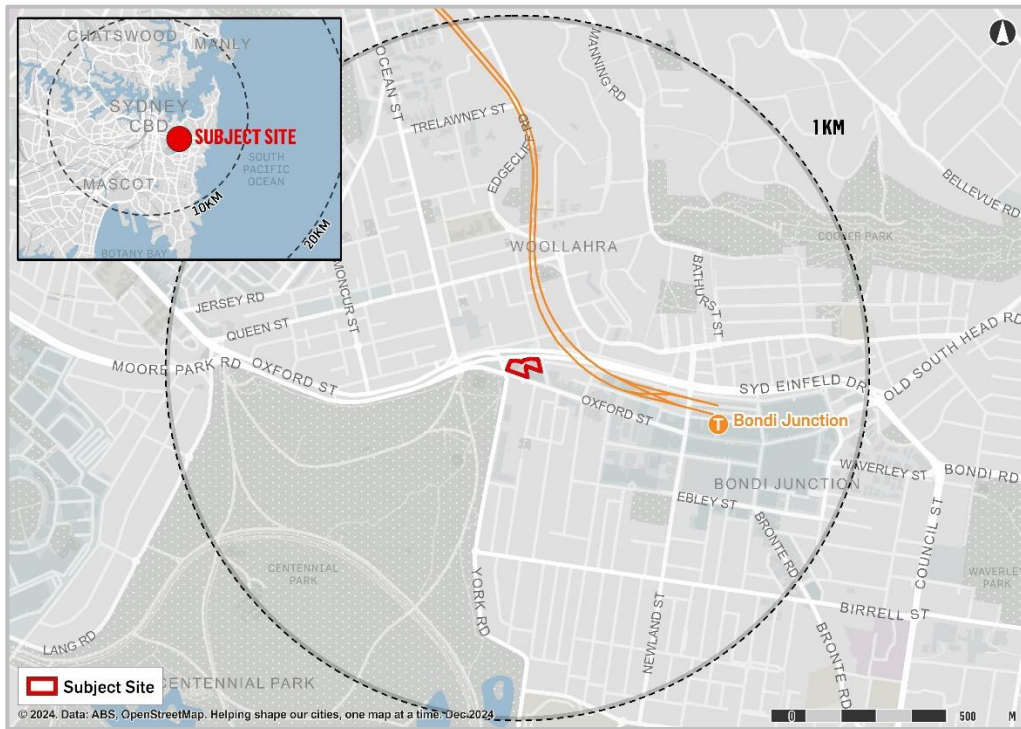 CHATSWOOD
MANLY
SYDNEY
CBD
SUBJECT SITE
SOUTH
PACIFIC
OCEAN
MASCOT
10KM
20KM
BOTANY BAY
OCEAN ST
TRELAWNEY ST
MANNING RD
1KM
EDGECLIFF RD
BELLEVUE RD
COOPER PARK
WOOLLAHRA
BATHURST ST
JERSEY RD
MONCUR ST
QUEEN ST
MOORE PARK RD
OXFORD ST
OLD SOUTH HEAD RD
SYD EINFELD DR
OXFORD ST
T
Bondi Junction
WAVERLEY ST
BONDI RD
BONDI JUNCTION
EBLEY ST
BRONTE RD
COUNCIL ST
CENTENNIAL
PARK
WAVERLEY
PARK
YORK RD
NEWLAND ST
BIRRELL ST
LANG RD
BRONTE RD
Subject Site
CENTENNIAL PARK
© 2024. Data: ABS, OpenStreetMap. Helping shape our cities, one map at a time. Dec 2024
0 500 M